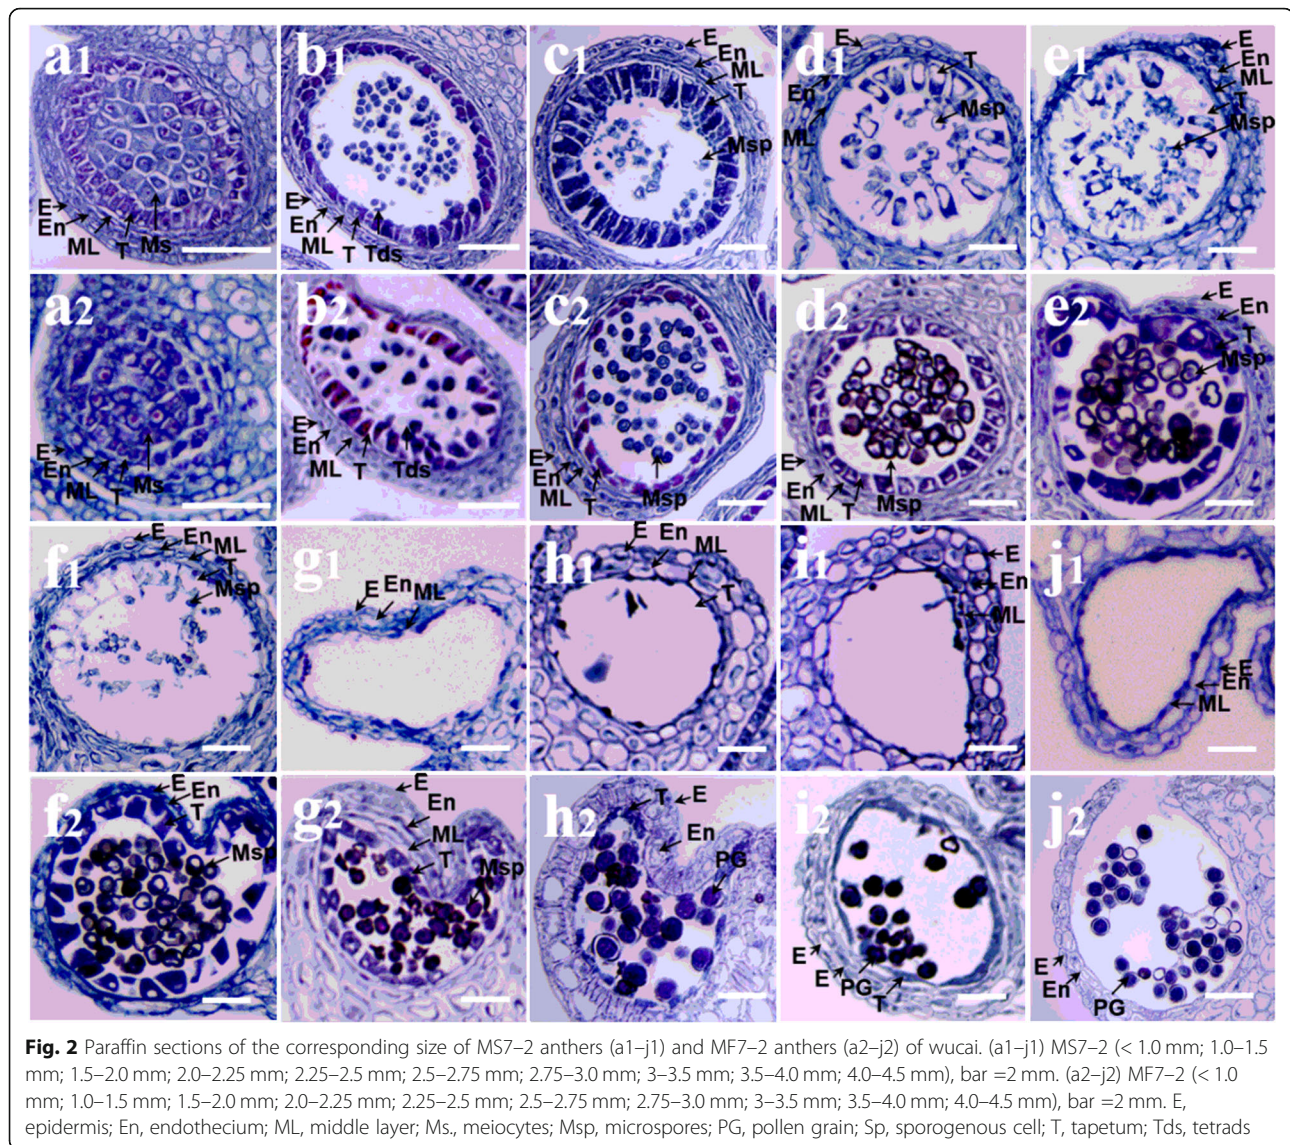 a1 b1 c1 d1 e1
E En ML T Ms
E En ML T Tds
E En ML T Msp
E T En Msp ML
E En ML T Msp
a2 b2 c2 d2 e2
E En ML T Ms
E En ML T Tds
E En ML T Msp
E En ML T Msp
E En T Msp
f1 g1 h1 i1 j1
E En ML T Msp
E En ML
E En ML T
E En ML
E En ML
f2 g2 h2 i2 j2
E En T Msp
E En ML T Msp
T E En PG
E E PG T
E En PG
Fig. 2 Paraffin sections of the corresponding size of MS7–2 anthers (a1–j1) and MF7–2 anthers (a2–j2) of wucai. (a1–j1) MS7–2 (< 1.0 mm; 1.0–1.5
mm; 1.5–2.0 mm; 2.0–2.25 mm; 2.25–2.5 mm; 2.5–2.75 mm; 2.75–3.0 mm; 3–3.5 mm; 3.5–4.0 mm; 4.0–4.5 mm), bar =2 mm. (a2–j2) MF7–2 (< 1.0
mm; 1.0–1.5 mm; 1.5–2.0 mm; 2.0–2.25 mm; 2.25–2.5 mm; 2.5–2.75 mm; 2.75–3.0 mm; 3–3.5 mm; 3.5–4.0 mm; 4.0–4.5 mm), bar =2 mm. E,
epidermis; En, endothecium; ML, middle layer; Ms., meiocytes; Msp, microspores; PG, pollen grain; Sp, sporogenous cell; T, tapetum; Tds, tetrads